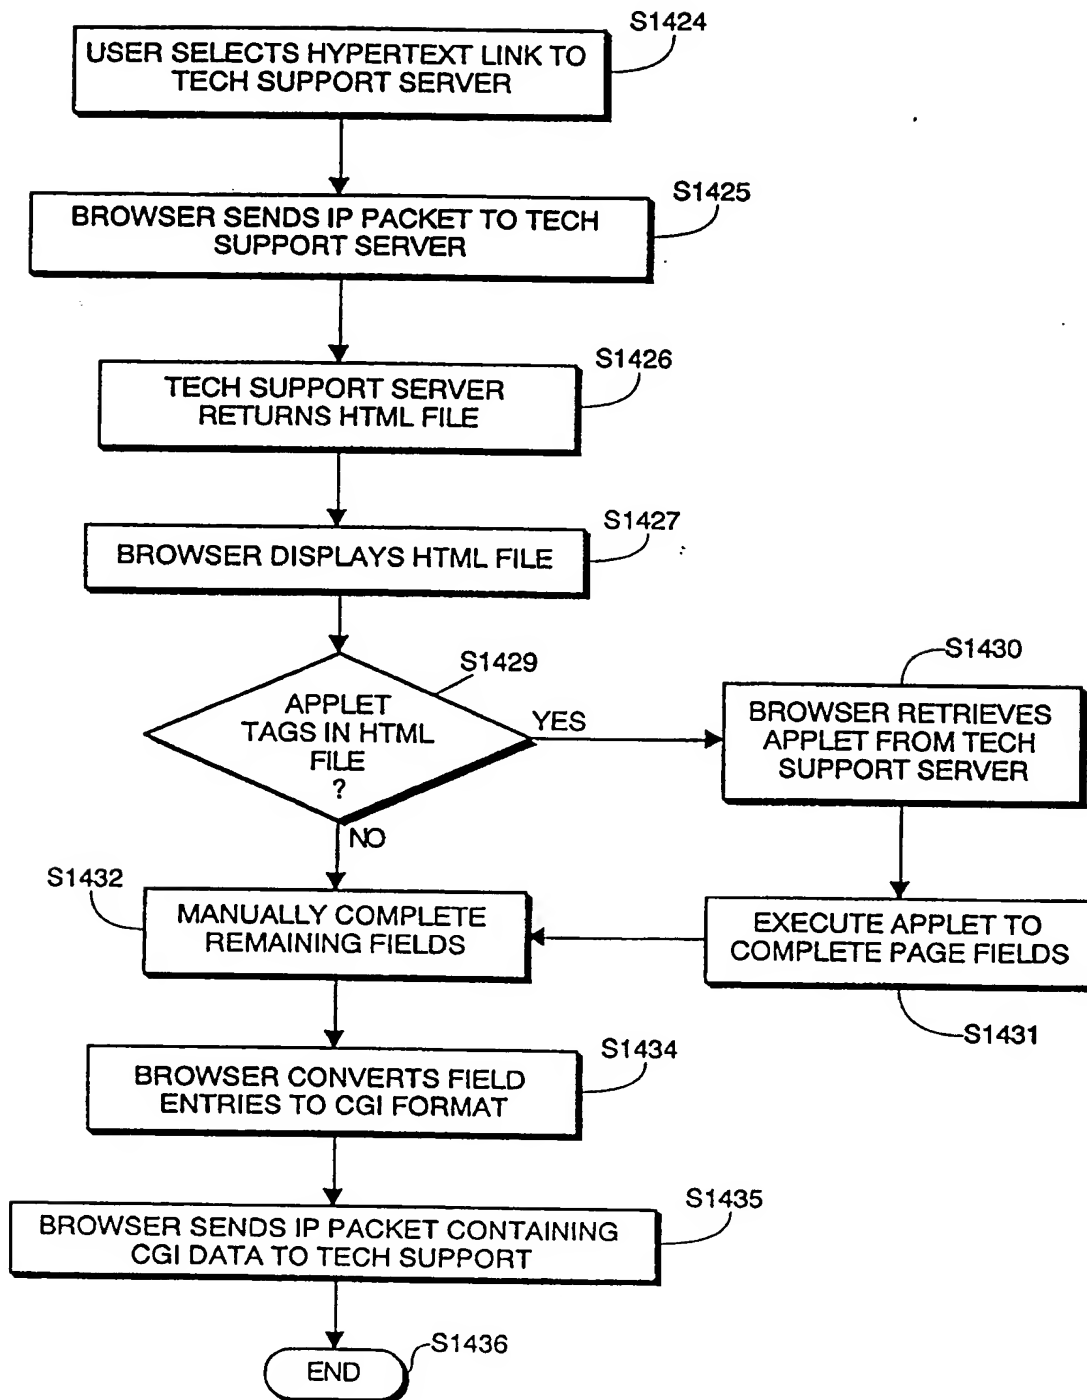 S1424
USER SELECTS HYPERTEXT LINK TO
TECH SUPPORT SERVER
S1425
BROWSER SENDS IP PACKET TO TECH
SUPPORT SERVER
S1426
TECH SUPPORT SERVER
RETURNS HTML FILE
S1427
BROWSER DISPLAYS HTML FILE
S1429
APPLET
TAGS IN HTML
FILE
?
YES
NO
S1430
BROWSER RETRIEVES
APPLET FROM TECH
SUPPORT SERVER
S1432
MANUALLY COMPLETE
REMAINING FIELDS
EXECUTE APPLET TO
COMPLETE PAGE FIELDS
S1431
S1434
BROWSER CONVERTS FIELD
ENTRIES TO CGI FORMAT
S1435
BROWSER SENDS IP PACKET CONTAINING
CGI DATA TO TECH SUPPORT
S1436
END